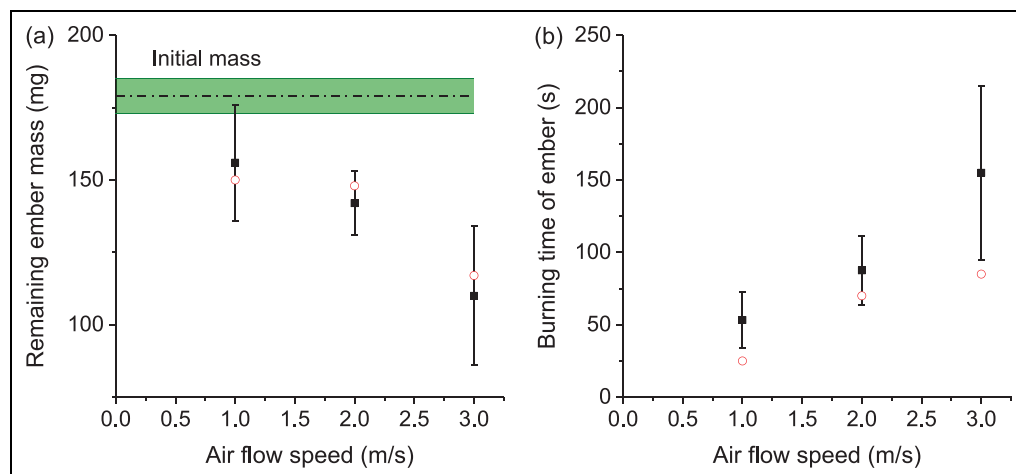 (a)
Initial mass
Remaining ember mass (mg)
200
150
100
0.0 0.5 1.0 1.5 2.0 2.5 3.0
Air flow speed (m/s)
(b)
Burning time of ember (s)
250
200
150
100
50
0
0.0 0.5 1.0 1.5 2.0 2.5 3.0
Air flow speed (m/s)